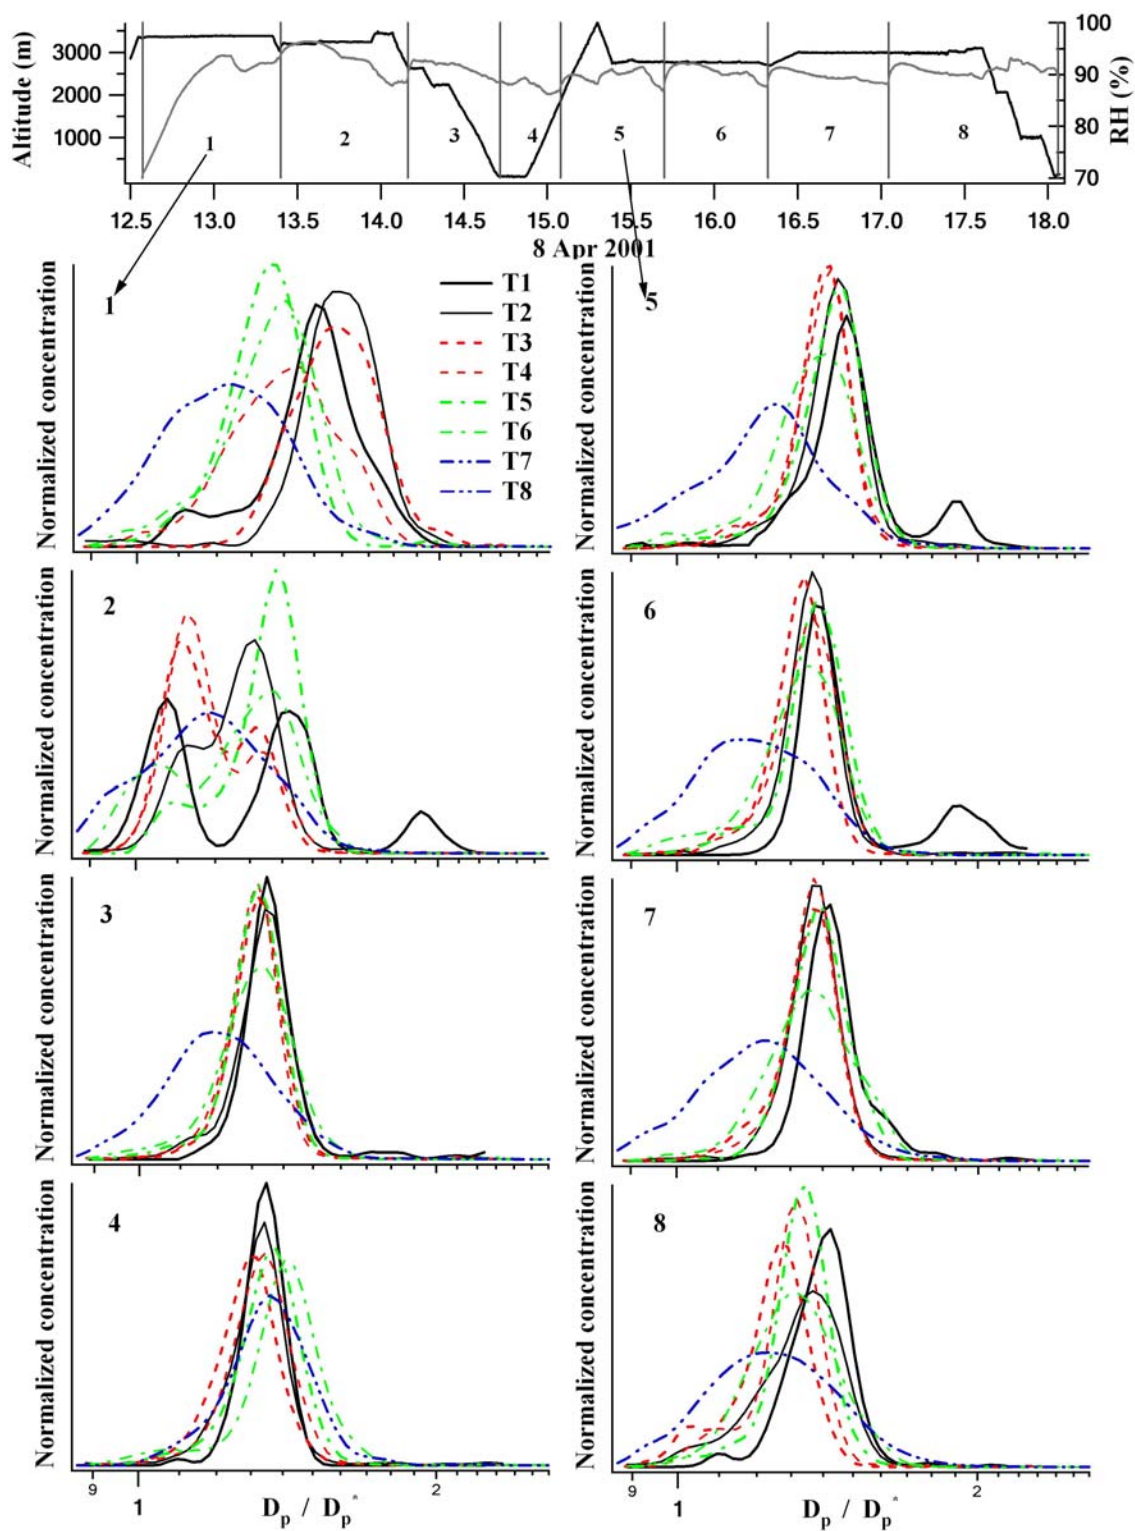 Altitude (m)
3000
2000
1000
100
90
80
70
RH (%)
1
2
3
4
5
6
7
8
12.5
13.0
13.5
14.0
14.5
15.0
15.5
16.0
16.5
17.0
17.5
18.0
8 Apr 2001
Normalized concentration
1
T1
T2
T3
T4
T5
T6
T7
T8
Normalized concentration
5
Normalized concentration
2
Normalized concentration
6
Normalized concentration
3
Normalized concentration
7
Normalized concentration
4
9
1
2
Dp / Dp*
Normalized concentration
8
9
1
2
Dp / Dp*